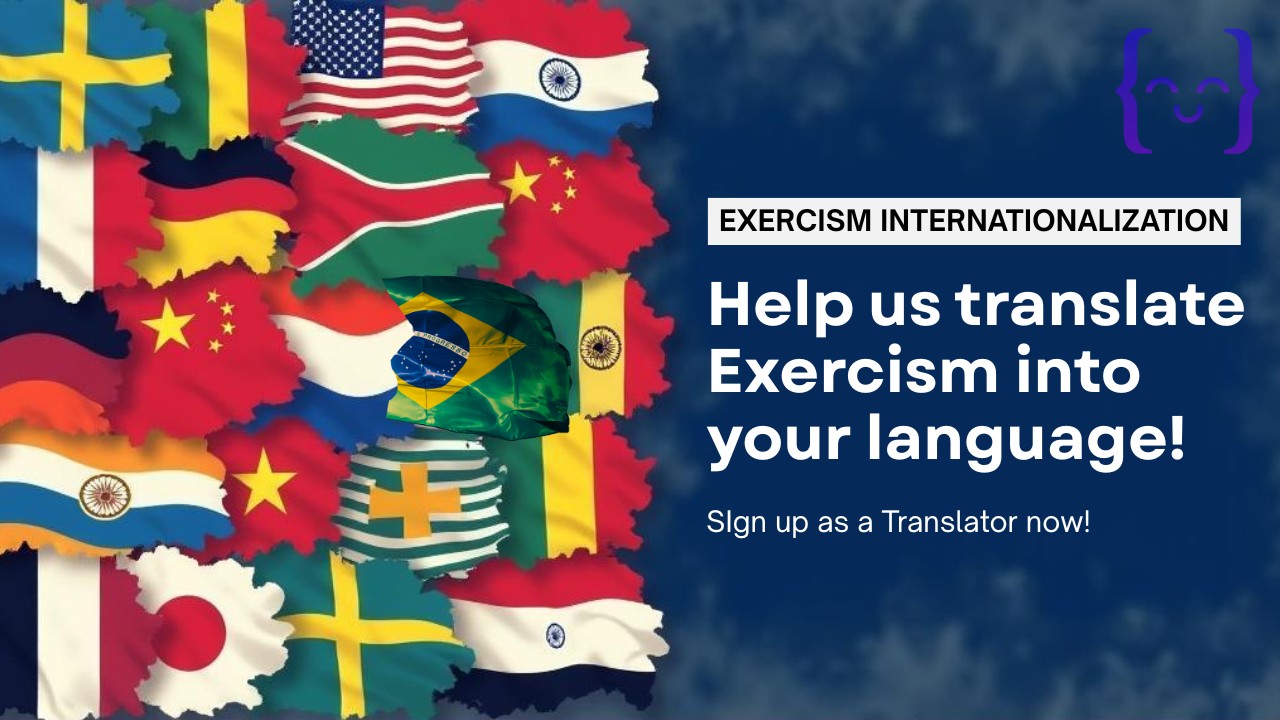 EXERCISM INTERNATIONALIZATION
Help us translate
Exercism into
your language!
SIgn up as a Translator now!